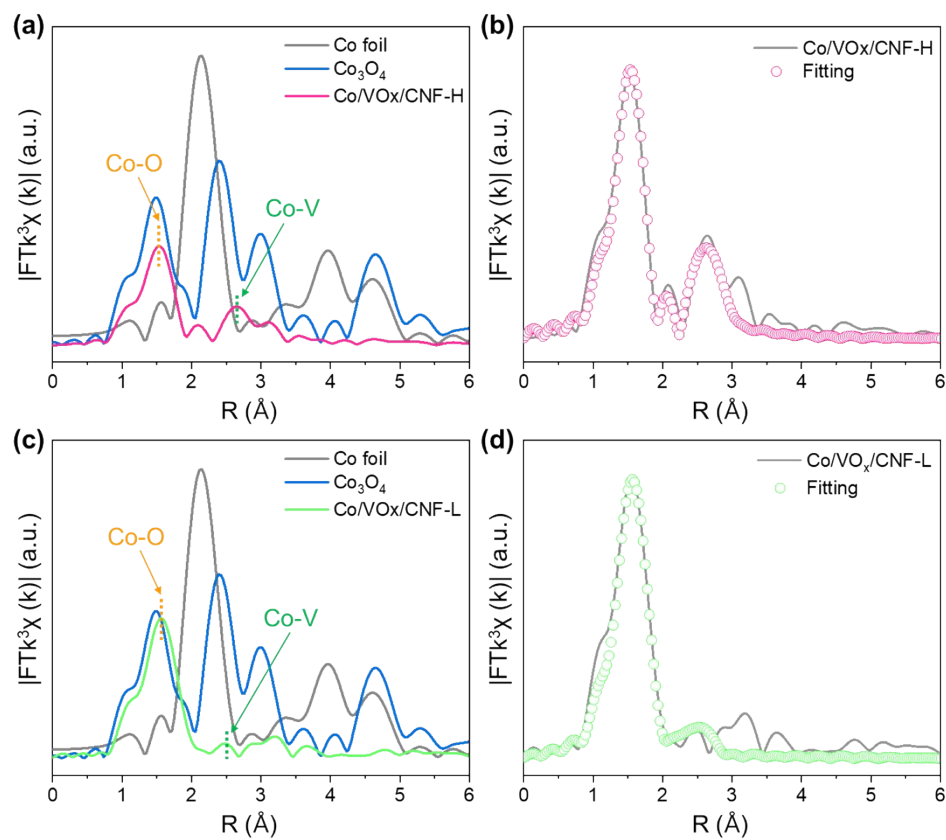 (a)
Co foil
Co₃O₄
Co/VOx/CNF-H
Co-O
Co-V
|FTk³χ (k)| (a.u.)
0 1 2 3 4 5 6
R (Å)
(b)
Co/VOx/CNF-H
Fitting
|FTk³χ (k)| (a.u.)
0 1 2 3 4 5 6
R (Å)
(c)
Co foil
Co₃O₄
Co/VOx/CNF-L
Co-O
Co-V
|FTk³χ (k)| (a.u.)
0 1 2 3 4 5 6
R (Å)
(d)
Co/VOₓ/CNF-L
Fitting
|FTk³χ (k)| (a.u.)
0 1 2 3 4 5 6
R (Å)